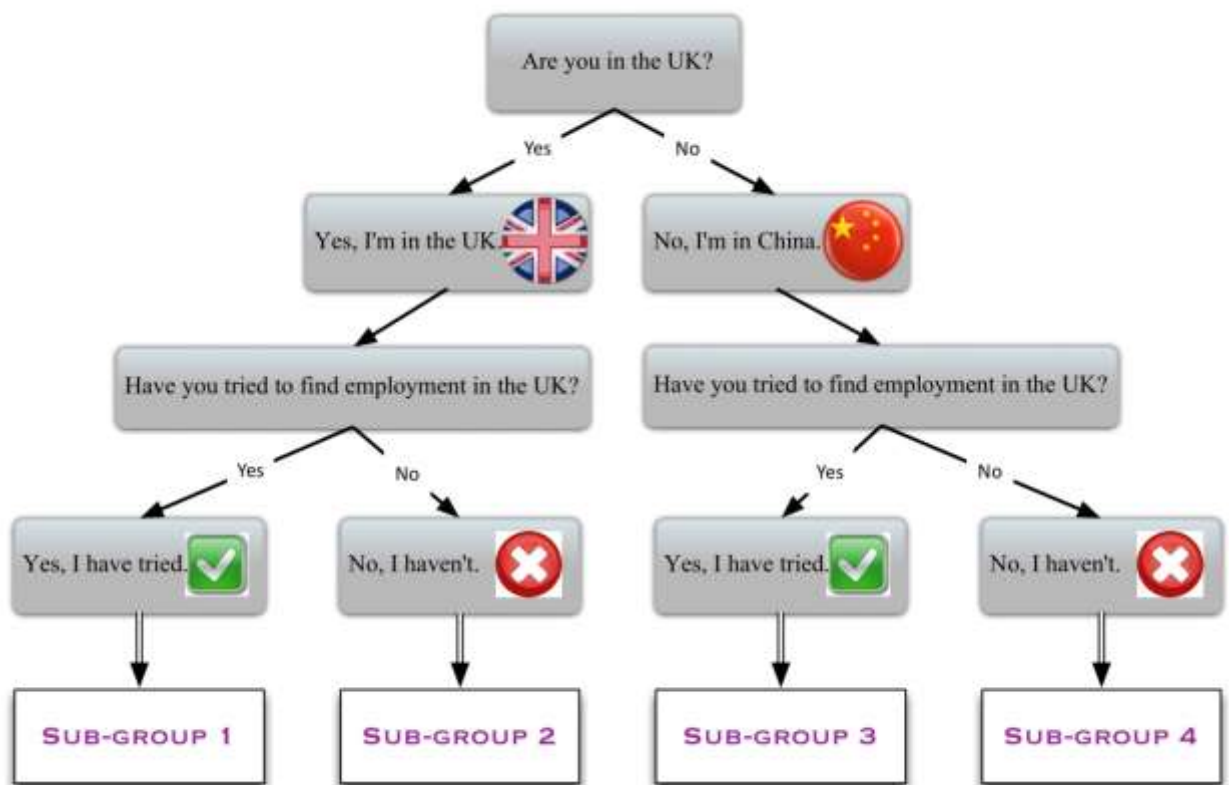 Are you in the UK?
Yes
No
Yes, I'm in the UK.
No, I'm in China.
Have you tried to find employment in the UK?
Have you tried to find employment in the UK?
Yes
No
Yes
No
Yes, I have tried.
No, I haven't.
Yes, I have tried.
No, I haven't.
SUB-GROUP 1
SUB-GROUP 2
SUB-GROUP 3
SUB-GROUP 4